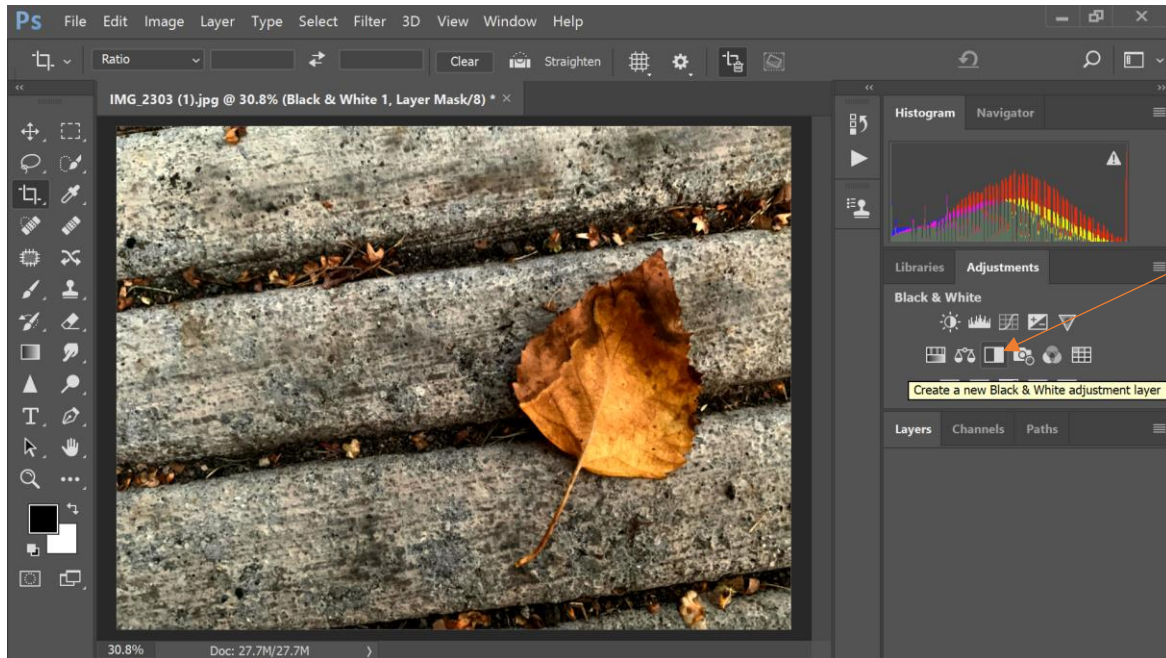 Ps File Edit Image Layer Type Select Filter 3D View Window Help
Ratio Clear Straighten
IMG_2303 (1).jpg @ 30.8% (Black & White 1, Layer Mask/8) * ×
Histogram Navigator
Libraries Adjustments
Black & White
Create a new Black & White adjustment layer
Layers Channels Paths
30.8% Doc: 27.7M/27.7M